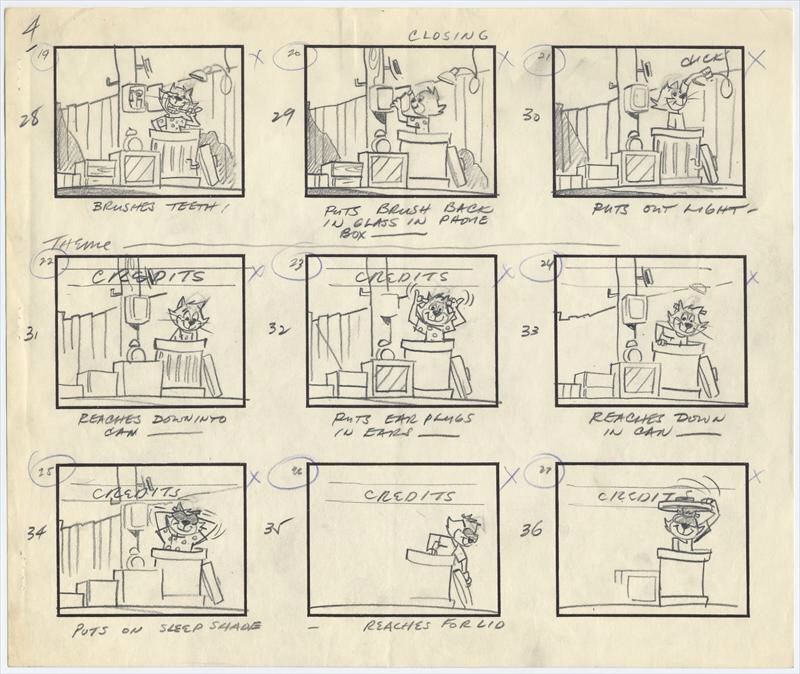 4
CLOSING
19
20
21
CLICK
28
29
30
BRUSHES TEETH!
PUTS BRUSH BACK
IN GLASS IN PHONE
BOX
PUTS OUT LIGHT
THEME
22
23
24
CREDITS
CREDITS
31
32
33
REACHES DOWN INTO
CAN
PUTS EAR PLUGS
IN EARS
REACHES DOWN
IN CAN
25
26
27
CREDITS
CREDITS
CREDITS
34
35
36
PUTS ON SLEEP SHADE
REACHES FOR LID